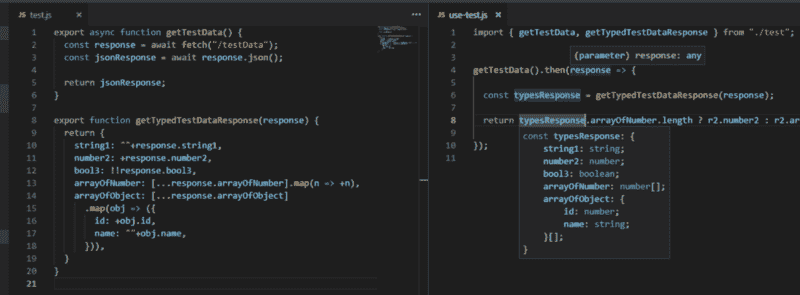 test.js
1 export async function getTestData() {
2 const response = await fetch("/testData");
3 const jsonResponse = await response.json();
4
5 return jsonResponse;
6 }
7
8 export function getTypedTestDataResponse(response) {
9 return {
10 string1: ""+response.string1,
11 number2: +response.number2,
12 bool3: !!response.bool3,
13 arrayOfNumber: [...response.arrayOfNumber].map(n => +n),
14 arrayOfObject: [...response.arrayOfObject]
15 .map(obj => ({
16 id: +obj.id,
17 name: ""+obj.name,
18 })),
19 }
20 }
21
use-test.js
1 import { getTestData, getTypedTestDataResponse } from "./test";
2
3 (parameter) response: any
4 getTestData().then(response => {
5
6 const typesResponse = getTypedTestDataResponse(response);
7
8 return typesResponse.arrayOfNumber.length ? r2.number2 : r2.ar
9 const typesResponse: {
10 }); string1: string;
11 number2: number;
bool3: boolean;
arrayOfNumber: number[];
arrayOfObject: {
id: number;
name: string;
}[];
}